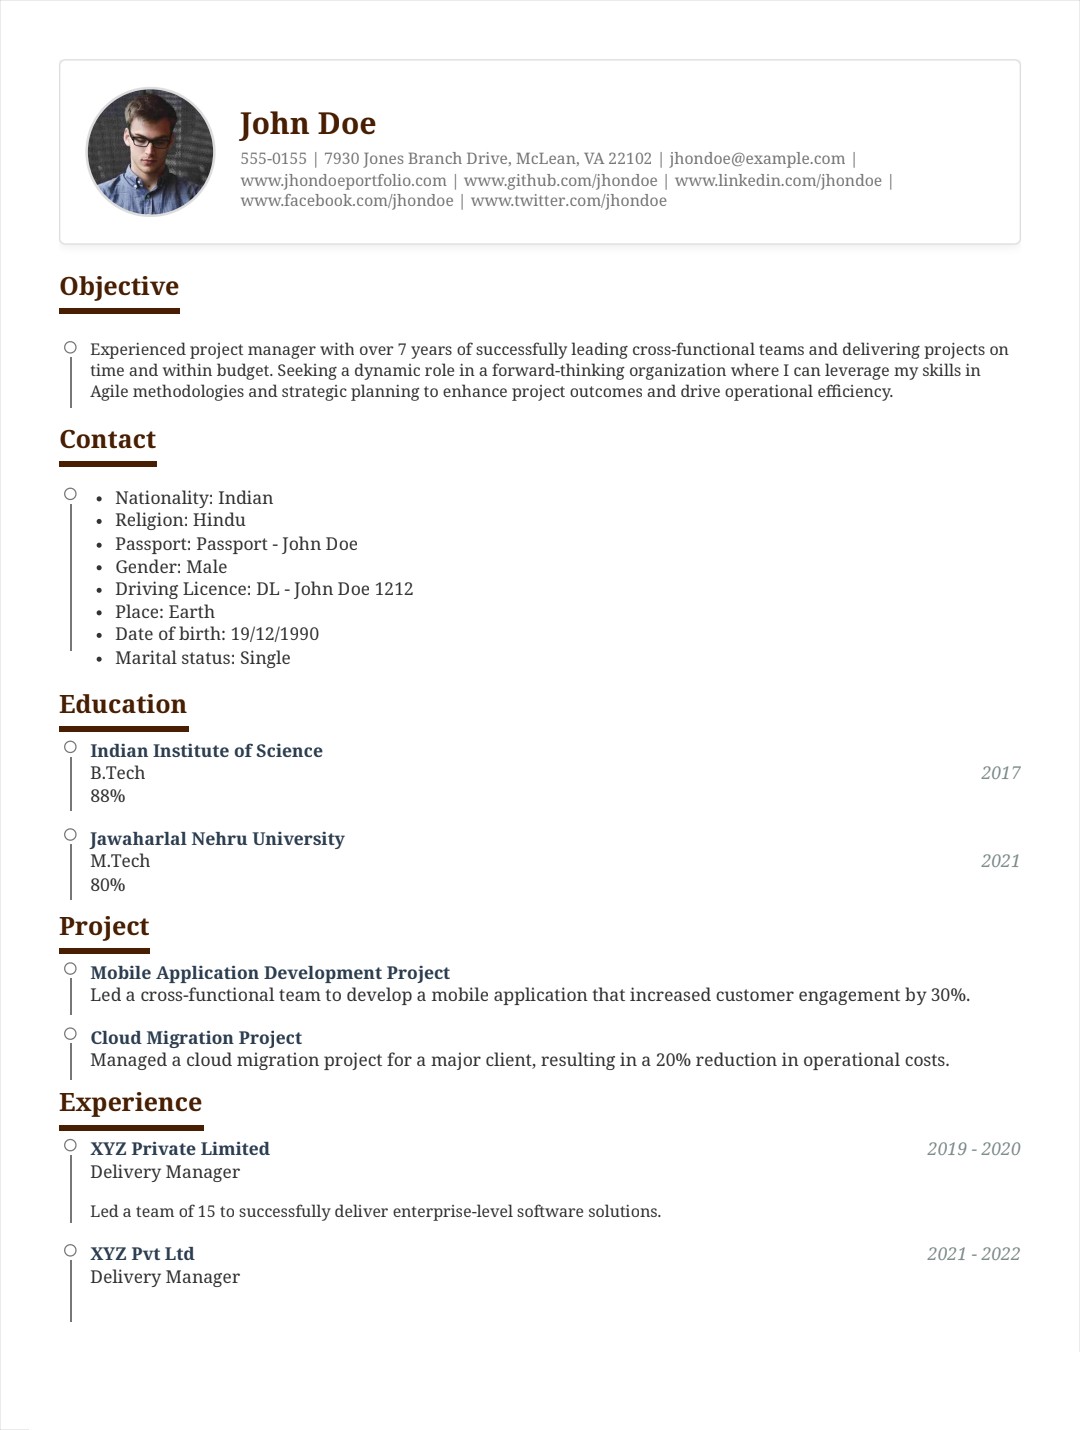 John Doe
555-0155 | 7930 Jones Branch Drive, McLean, VA 22102 | jhondoe@example.com |
www.jhondoeportfolio.com | www.github.com/jhondoe | www.linkedin.com/jhondoe |
www.facebook.com/jhondoe | www.twitter.com/jhondoe
Objective
Experienced project manager with over 7 years of successfully leading cross-functional teams and delivering projects on
time and within budget. Seeking a dynamic role in a forward-thinking organization where I can leverage my skills in
Agile methodologies and strategic planning to enhance project outcomes and drive operational efficiency.
Contact
• Nationality: Indian
• Religion: Hindu
• Passport: Passport - John Doe
• Gender: Male
• Driving Licence: DL - John Doe 1212
• Place: Earth
• Date of birth: 19/12/1990
• Marital status: Single
Education
Indian Institute of Science
B.Tech 2017
88%
Jawaharlal Nehru University
M.Tech 2021
80%
Project
Mobile Application Development Project
Led a cross-functional team to develop a mobile application that increased customer engagement by 30%.
Cloud Migration Project
Managed a cloud migration project for a major client, resulting in a 20% reduction in operational costs.
Experience
XYZ Private Limited 2019 - 2020
Delivery Manager
Led a team of 15 to successfully deliver enterprise-level software solutions.
XYZ Pvt Ltd 2021 - 2022
Delivery Manager